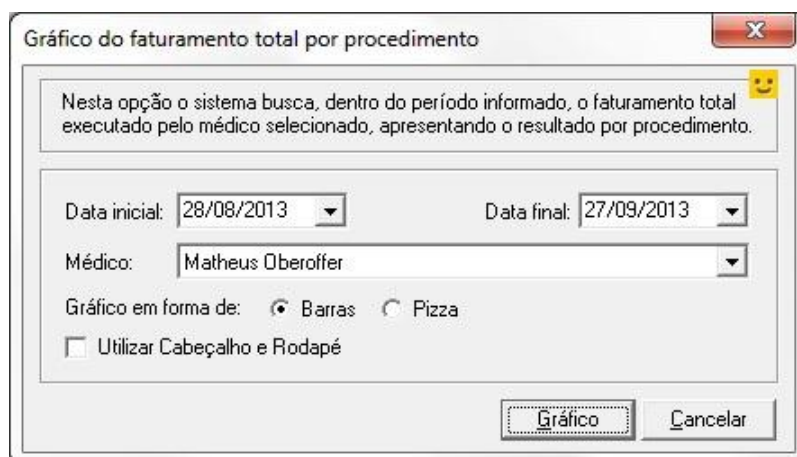 Gráfico do faturamento total por procedimento
Nesta opção o sistema busca, dentro do período informado, o faturamento total
executado pelo médico selecionado, apresentando o resultado por procedimento.
Data inicial: 28/08/2013 Data final: 27/09/2013
Médico: Matheus Oberoffer
Gráfico em forma de: Barras Pizza
Utilizar Cabeçalho e Rodapé
Gráfico Cancelar